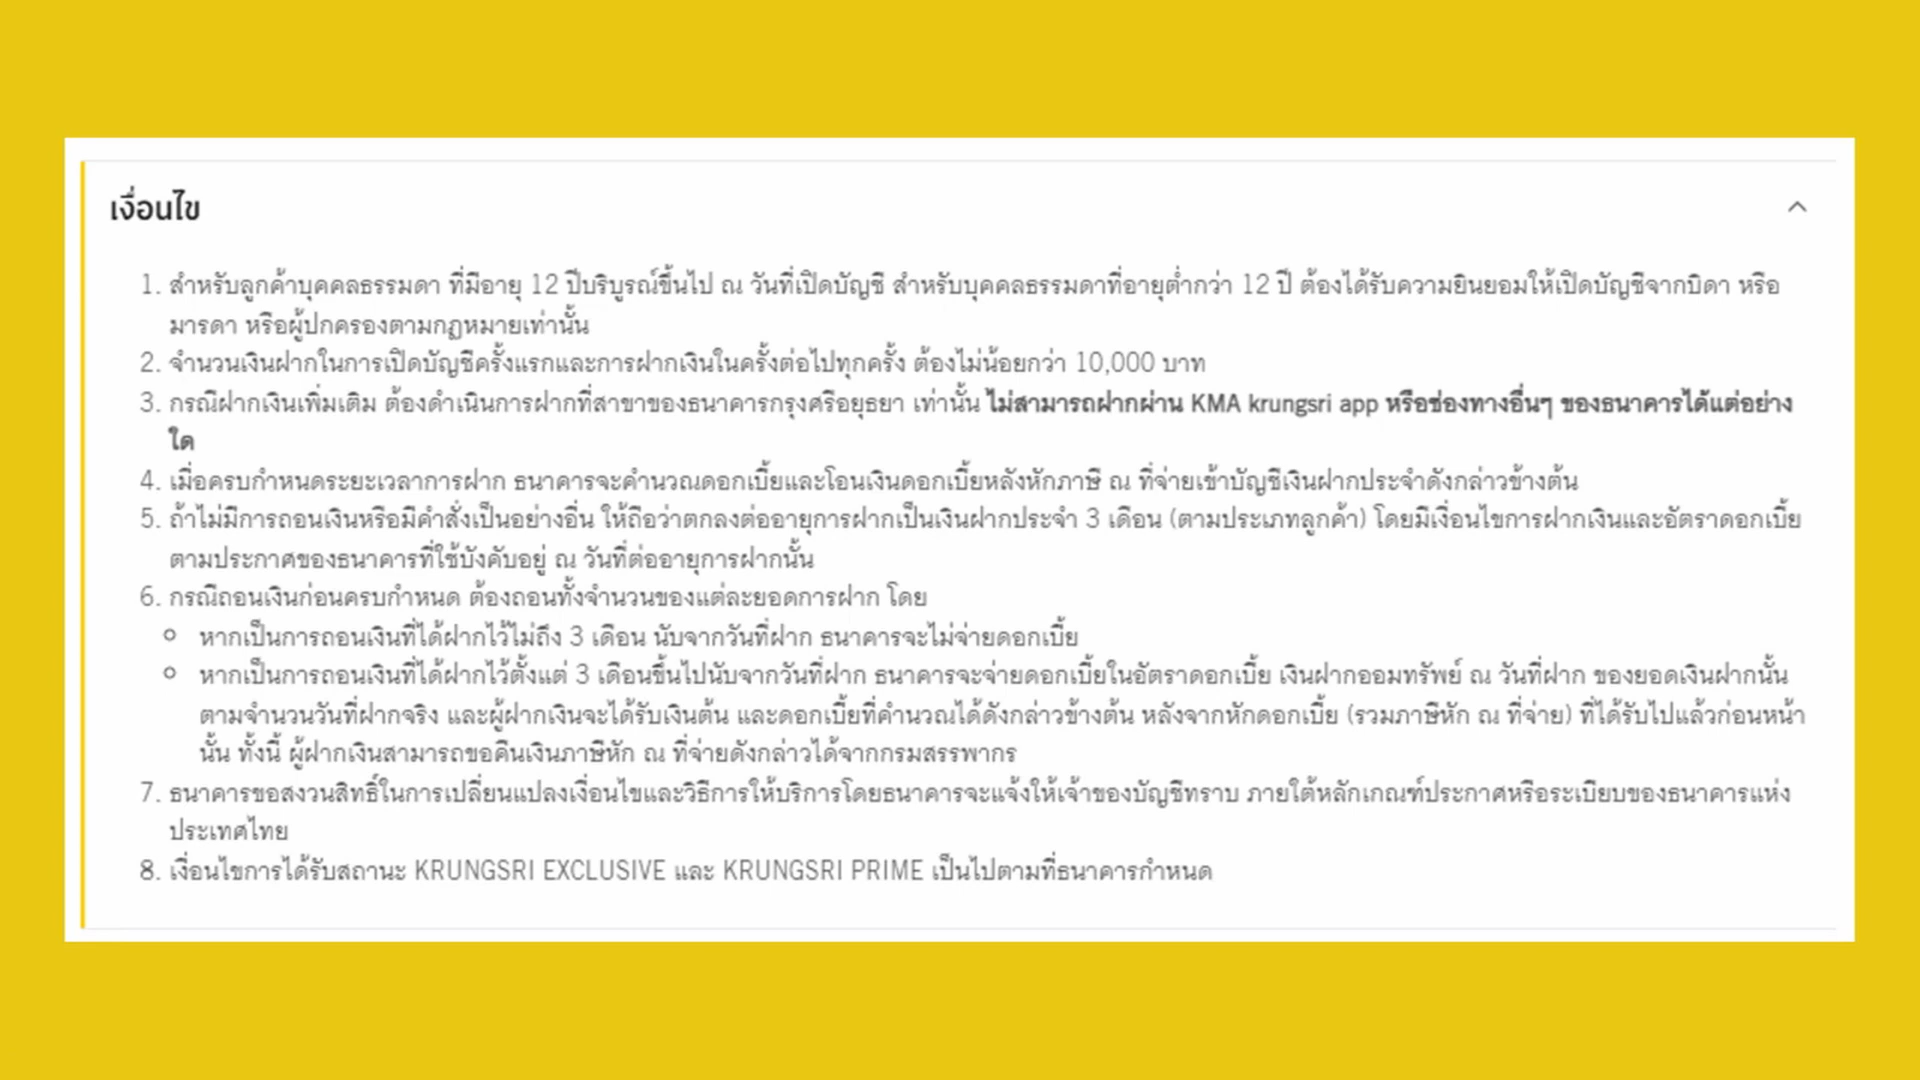 เงื่อนไข
1. สำหรับลูกค้าบุคคลธรรมดา ที่มีอายุ 12 ปีบริบูรณ์ขึ้นไป ณ วันที่เปิดบัญชี สำหรับบุคคลธรรมดาที่อายุต่ำกว่า 12 ปี ต้องได้รับความยินยอมให้เปิดบัญชีจากบิดา หรือ
มารดา หรือผู้ปกครองตามกฎหมายเท่านั้น
2. จำนวนเงินฝากในการเปิดบัญชีครั้งแรกและการฝากเงินในครั้งต่อไปทุกครั้ง ต้องไม่น้อยกว่า 10,000 บาท
3. กรณีฝากเงินเพิ่มเติม ต้องดำเนินการฝากที่สาขาของธนาคารกรุงศรีอยุธยา เท่านั้น ไม่สามารถฝากผ่าน KMA krungsri app หรือช่องทางอื่นๆ ของธนาคารได้แต่อย่าง
ใด
4. เมื่อครบกำหนดระยะเวลาการฝาก ธนาคารจะคำนวณดอกเบี้ยและโอนเงินดอกเบี้ยหลังหักภาษี ณ ที่จ่ายเข้าบัญชีเงินฝากประจำดังกล่าวข้างต้น
5. ถ้าไม่มีการถอนเงินหรือมีคำสั่งเป็นอย่างอื่น ให้ถือว่าตกลงต่ออายุการฝากเป็นเงินฝากประจำ 3 เดือน (ตามประเภทลูกค้า) โดยมีเงื่อนไขการฝากเงินและอัตราดอกเบี้ย
ตามประกาศของธนาคารที่ใช้บังคับอยู่ ณ วันที่ต่ออายุการฝากนั้น
6. กรณีถอนเงินก่อนครบกำหนด ต้องถอนทั้งจำนวนของแต่ละยอดการฝาก โดย
○ หากเป็นการถอนเงินที่ได้ฝากไว้ไม่ถึง 3 เดือน นับจากวันที่ฝาก ธนาคารจะไม่จ่ายดอกเบี้ย
○ หากเป็นการถอนเงินที่ได้ฝากไว้ตั้งแต่ 3 เดือนขึ้นไปนับจากวันที่ฝาก ธนาคารจะจ่ายดอกเบี้ยในอัตราดอกเบี้ย เงินฝากออมทรัพย์ ณ วันที่ฝาก ของยอดเงินฝากนั้น
ตามจำนวนวันที่ฝากจริง และผู้ฝากเงินจะได้รับเงินต้น และดอกเบี้ยที่คำนวณได้ดังกล่าวข้างต้น หลังจากหักดอกเบี้ย (รวมภาษีหัก ณ ที่จ่าย) ที่ได้รับไปแล้วก่อนหน้า
นั้น ทั้งนี้ ผู้ฝากเงินสามารถขอคืนเงินภาษีหัก ณ ที่จ่ายดังกล่าวได้จากกรมสรรพากร
7. ธนาคารขอสงวนสิทธิ์ในการเปลี่ยนแปลงเงื่อนไขและวิธีการให้บริการโดยธนาคารจะแจ้งให้เจ้าของบัญชีทราบ ภายใต้หลักเกณฑ์ประกาศหรือระเบียบของธนาคารแห่ง
ประเทศไทย
8. เงื่อนไขการได้รับสถานะ KRUNGSRI EXCLUSIVE และ KRUNGSRI PRIME เป็นไปตามที่ธนาคารกำหนด